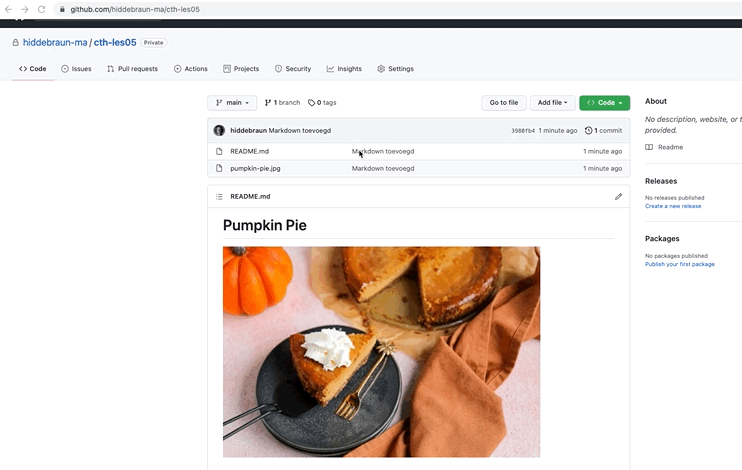 github.com/hiddebraun-ma/cth-les05
hiddebraun-ma / cth-les05 Private
Code Issues Pull requests Actions Projects Security Insights Settings
main 1 branch 0 tags Go to file Add file Code
hiddebraun Markdown toevoegd 3980fb4 1 minute ago 1 commit
README.md Markdown toevoegd 1 minute ago
pumpkin-pie.jpg Markdown toevoegd 1 minute ago
README.md
Pumpkin Pie
About
No description, website, or t
provided.
Readme
Releases
No releases published
Create a new release
Packages
No packages published
Publish your first package